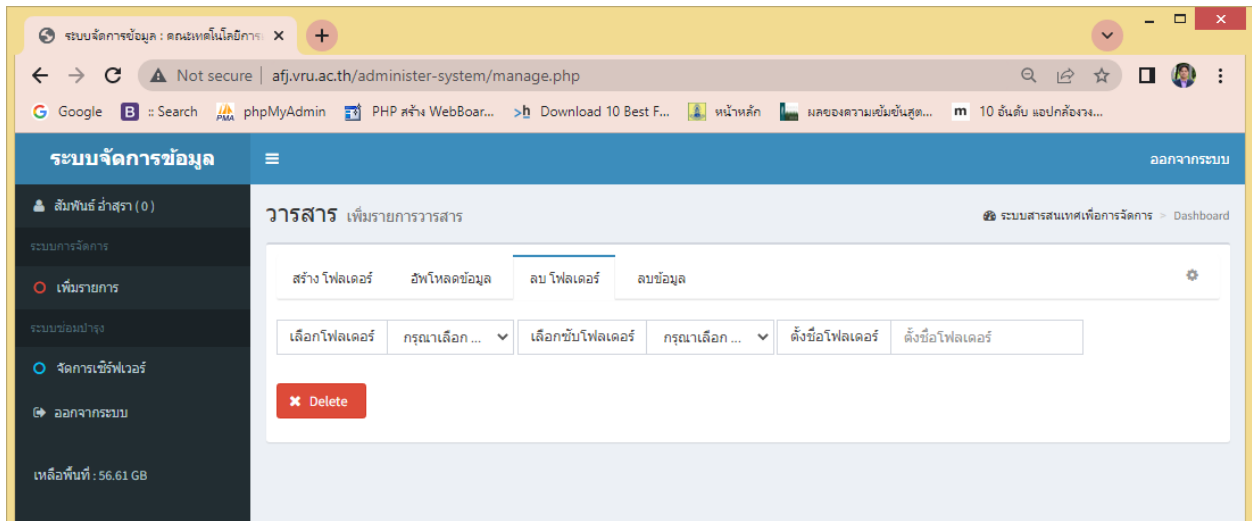 ระบบจัดการข้อมูล : คณะเทคโนโลยีการเ
Not secure | afj.vru.ac.th/administer-system/manage.php
Google :: Search phpMyAdmin PHP สร้าง WebBoar... Download 10 Best F... หน้าหลัก ผลของความเข้มข้นสูต... 10 อันดับ แอปกล้องวง...
ระบบจัดการข้อมูล ออกจากระบบ
สัมพันธ์ อ่ำสุรา ( 0 )
วารสาร เพิ่มรายการวารสาร ระบบสารสนเทศเพื่อการจัดการ > Dashboard
ระบบการจัดการ
สร้าง โฟลเดอร์ อัพโหลดข้อมูล ลบ โฟลเดอร์ ลบข้อมูล
เพิ่มรายการ
ระบบซ่อมบำรุง
เลือกโฟลเดอร์ กรุณาเลือก ... เลือกซับโฟลเดอร์ กรุณาเลือก ... ตั้งชื่อโฟลเดอร์ ตั้งชื่อโฟลเดอร์
จัดการเซิร์ฟเวอร์
Delete
ออกจากระบบ
เหลือพื้นที่ : 56.61 GB